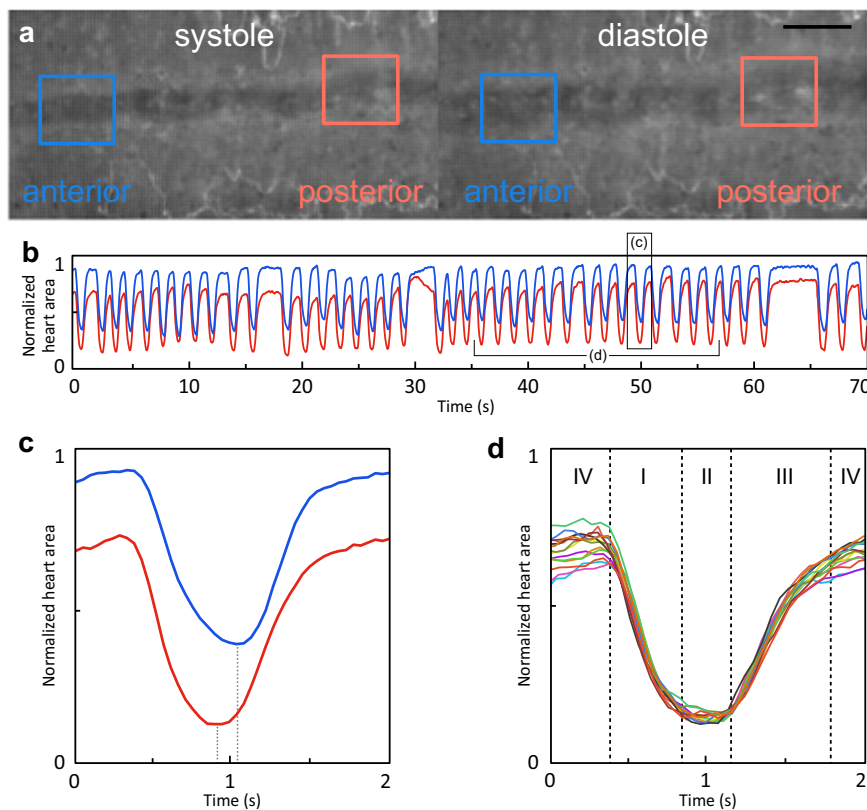 a
systole
diastole
anterior
posterior
anterior
posterior
b
(c)
1
0
Normalized
heart area
(d)
0 10 20 30 40 50 60 70
Time (s)
c
1
0
Normalized heart area
0 1 2
Time (s)
d
1
0
Normalized heart area
IV I II III IV
0 1 2
Time (s)